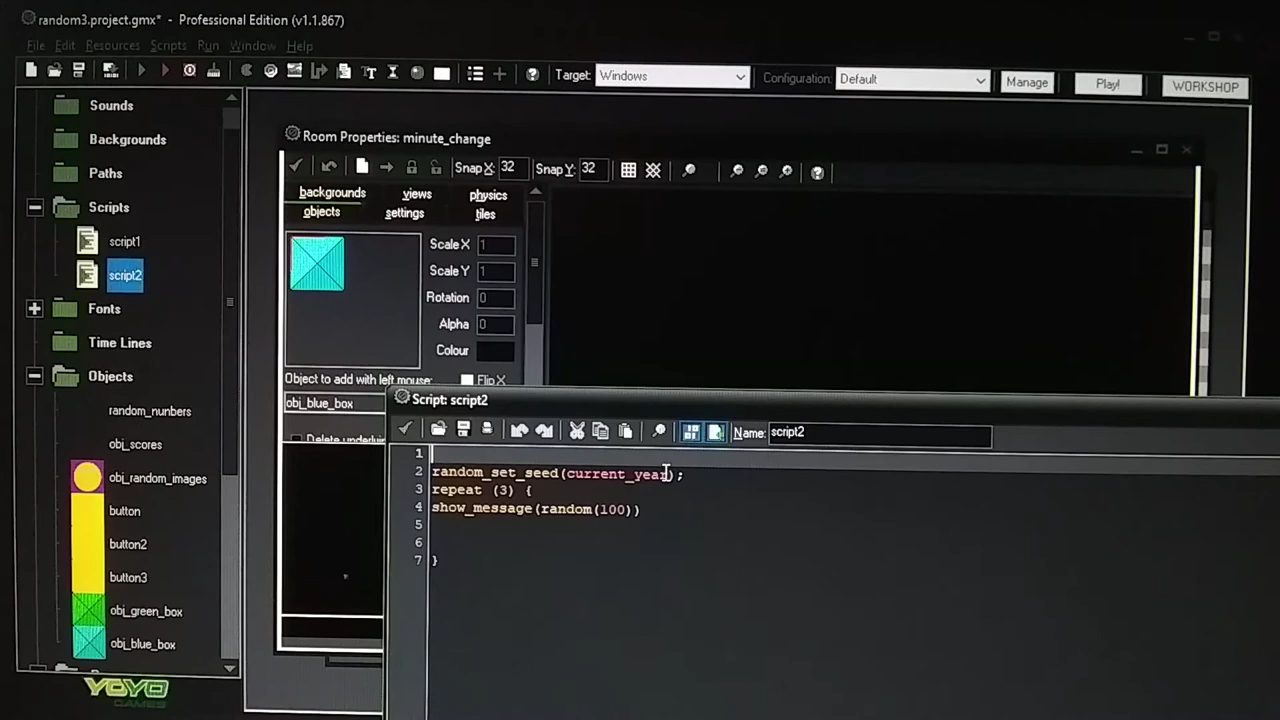 random3.project.gmx* - Professional Edition (v1.1.867)
File Edit Resources Scripts Run Window Help
Target: Windows Configuration: Default Manage Play! WORKSHOP
Sounds
Backgrounds
Paths
Scripts
script1
script2
Fonts
Time Lines
Objects
random_nunbers
obj_scores
obj_random_images
button
button2
button3
obj_green_box
obj_blue_box
YOYO
GAMES
Room Properties: minute_change
Snap X: 32 Snap Y: 32
backgrounds views physics
objects settings tiles
Scale X 1
Scale Y 1
Rotation 0
Alpha 0
Colour
Object to add with left mouse: Flip X
obj_blue_box
Delete underlying
Script: script2
Name: script2
1
2 random_set_seed(current_year);
3 repeat (3) {
4 show_message(random(100))
5
6
7 }